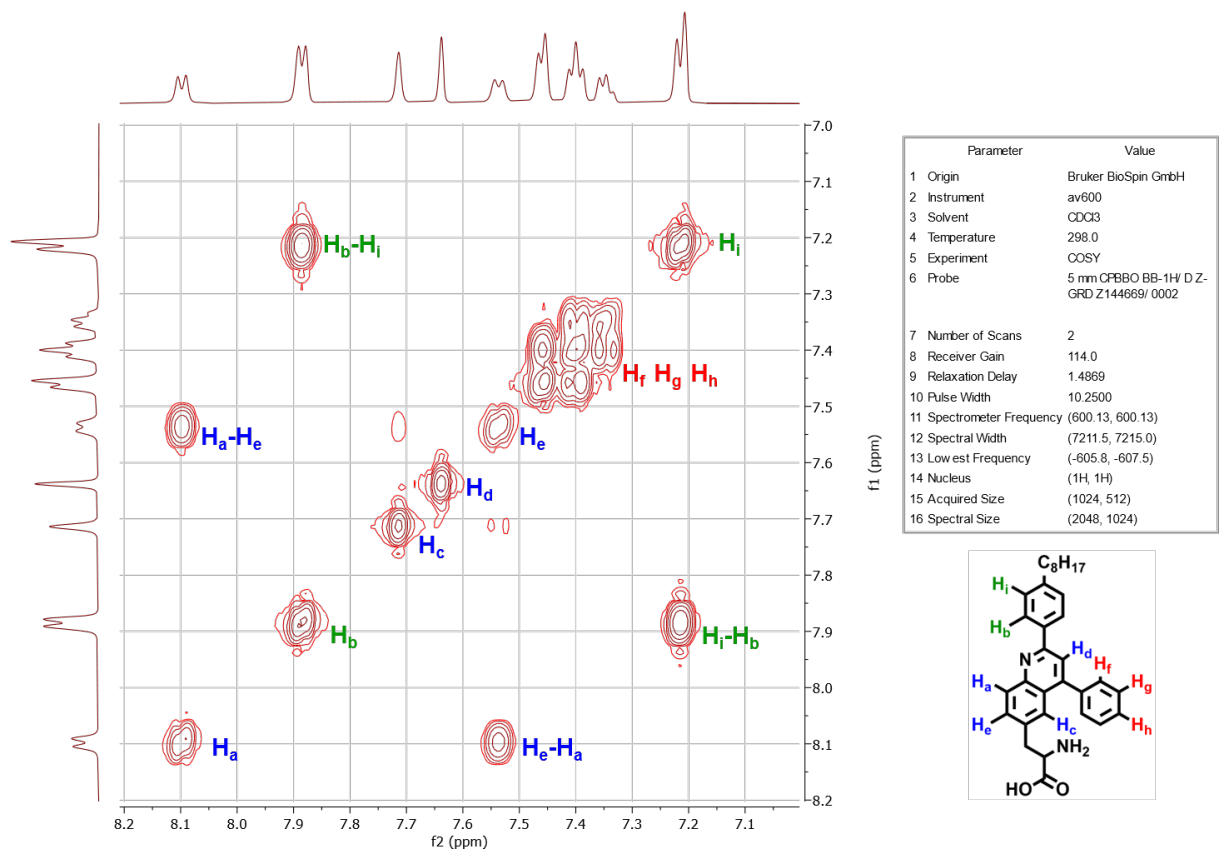 7.0
7.1
7.2
7.3
7.4
7.5
7.6
7.7
7.8
7.9
8.0
8.1
8.2
f1 (ppm)
8.2 8.1 8.0 7.9 7.8 7.7 7.6 7.5 7.4 7.3 7.2 7.1
f2 (ppm)
Hb-Hi
Hi
Hf Hg Hh
Ha-He
He
Hd
Hc
Hb
Hi-Hb
Ha
He-Ha
Parameter Value
1 Origin Bruker BioSpin GmbH
2 Instrument av600
3 Solvent CDCl3
4 Temperature 298.0
5 Experiment COSY
6 Probe 5 mm CPBBO BB-1H/ D Z-
GRD Z144669/ 0002
7 Number of Scans 2
8 Receiver Gain 114.0
9 Relaxation Delay 1.4869
10 Pulse Width 10.2500
11 Spectrometer Frequency (600.13, 600.13)
12 Spectral Width (7211.5, 7215.0)
13 Lowest Frequency (-605.8, -607.5)
14 Nucleus (1H, 1H)
15 Acquired Size (1024, 512)
16 Spectral Size (2048, 1024)
C8H17
Hi
Hb
Hd
N
Hf
Ha
Hg
He
Hc
Hh
NH2
HO
O